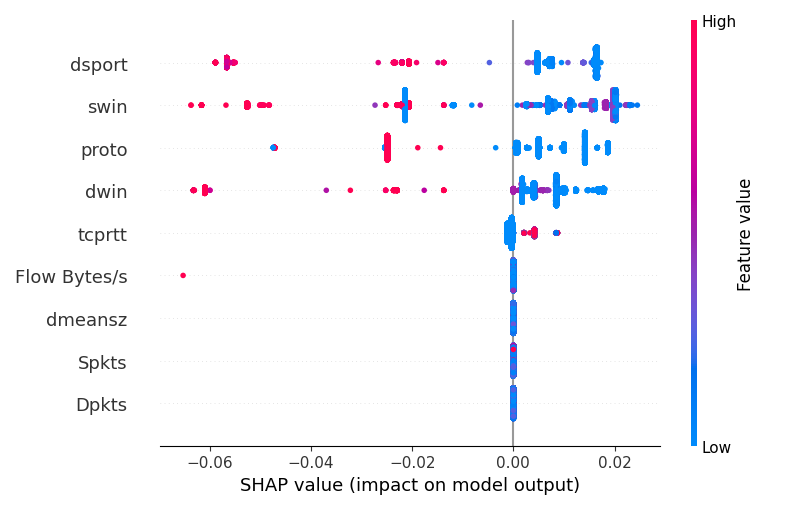 High
dsport
swin
proto
dwin
tcprtt
Flow Bytes/s
dmeansz
Spkts
Dpkts
Feature value
Low
−0.06 −0.04 −0.02 0.00 0.02
SHAP value (impact on model output)